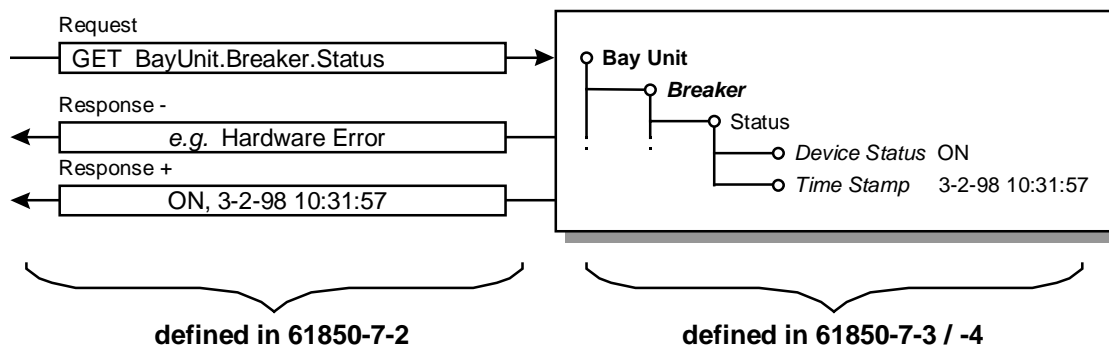 Request
GET BayUnit.Breaker.Status
Response -
e.g. Hardware Error
Response +
ON, 3-2-98 10:31:57
Bay Unit
Breaker
Status
Device Status ON
Time Stamp 3-2-98 10:31:57
defined in 61850-7-2
defined in 61850-7-3 / -4